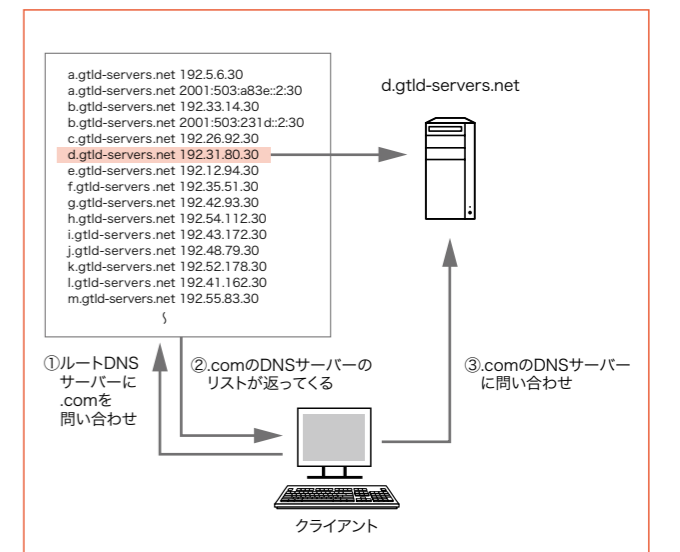 a.gtld-servers.net 192.5.6.30
a.gtld-servers.net 2001:503:a83e::2:30
b.gtld-servers.net 192.33.14.30
b.gtld-servers.net 2001:503:231d::2:30
c.gtld-servers.net 192.26.92.30
d.gtld-servers.net 192.31.80.30
e.gtld-servers.net 192.12.94.30
f.gtld-servers.net 192.35.51.30
g.gtld-servers.net 192.42.93.30
h.gtld-servers.net 192.54.112.30
i.gtld-servers.net 192.43.172.30
j.gtld-servers.net 192.48.79.30
k.gtld-servers.net 192.52.178.30
l.gtld-servers.net 192.41.162.30
m.gtld-servers.net 192.55.83.30
〜
d.gtld-servers.net
①ルートDNS
サーバーに
.comを
問い合わせ
②.comのDNSサーバーの
リストが返ってくる
③.comのDNSサーバー
に問い合わせ
クライアント